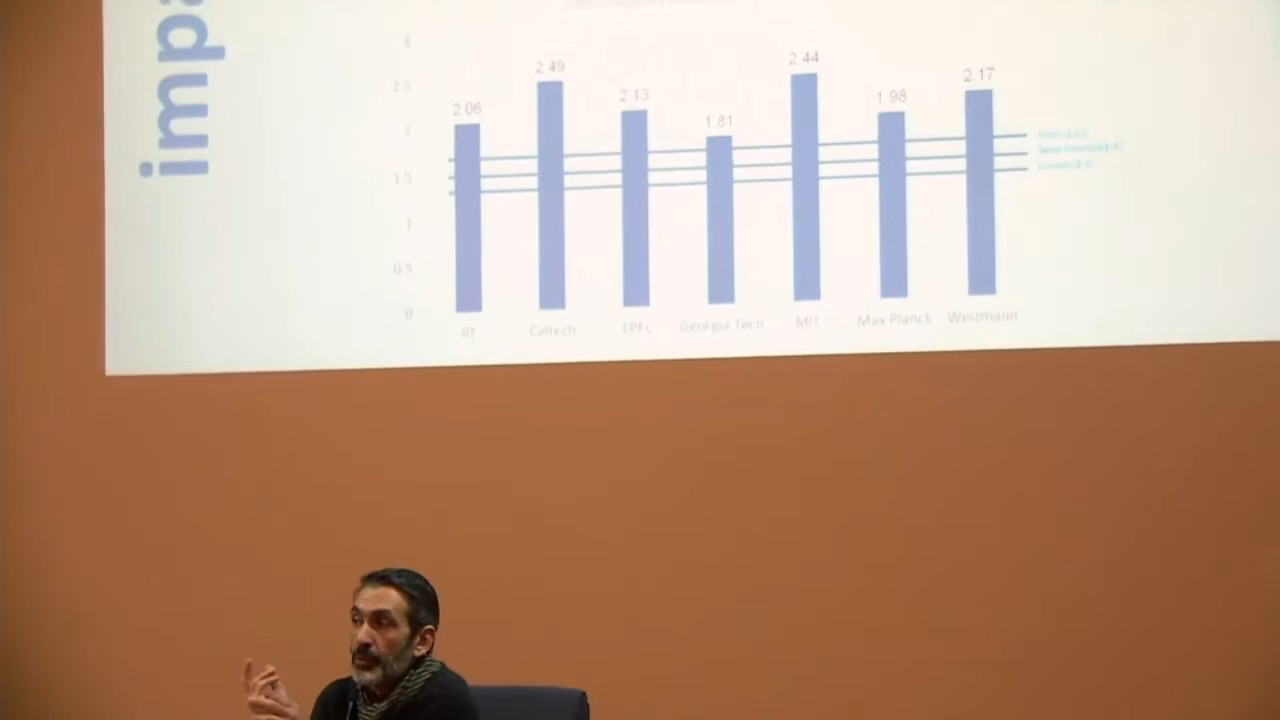 impa
2.5
2
1.5
1
0.5
0
2.06
2.49
2.13
1.81
2.44
1.98
2.17
IIT
Caltech
EPFL
Georgia Tech
MIT
Max Planck
Weizmann